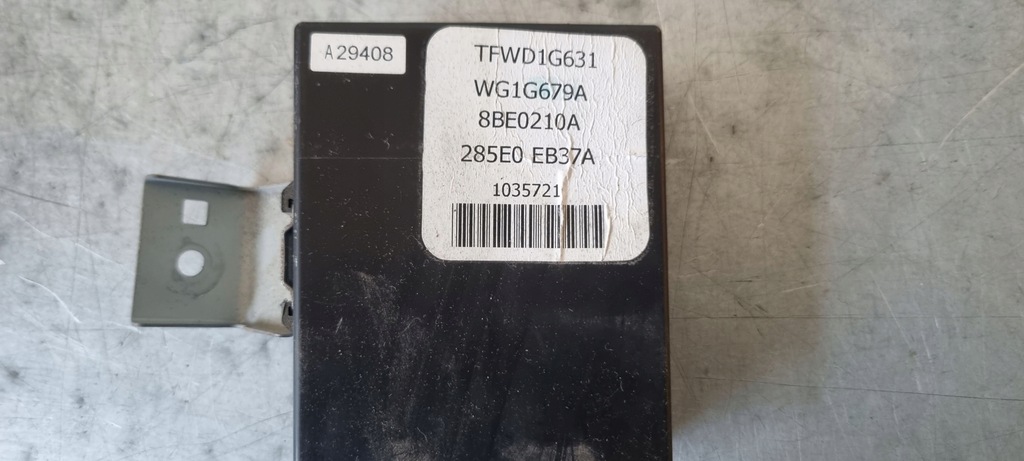 A29408
TFWD1G631
WG1G679A
8BE0210A
285E0 EB37A
1035721